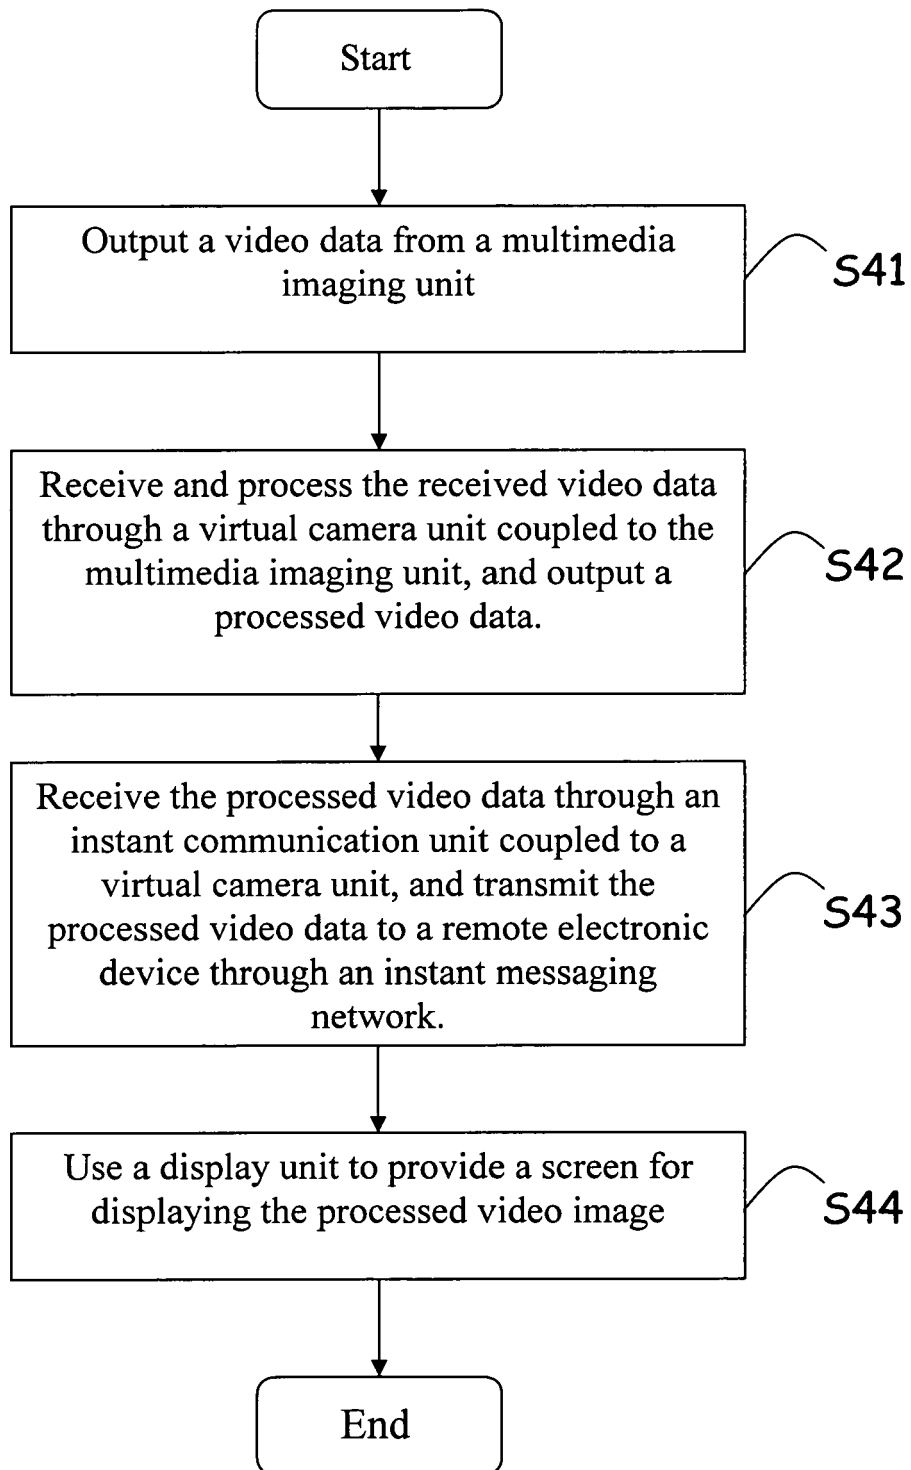 Start
Output a video data from a multimedia
imaging unit
S41
Receive and process the received video data
through a virtual camera unit coupled to the
multimedia imaging unit, and output a
processed video data.
S42
Receive the processed video data through an
instant communication unit coupled to a
virtual camera unit, and transmit the
processed video data to a remote electronic
device through an instant messaging
network.
S43
Use a display unit to provide a screen for
displaying the processed video image
S44
End